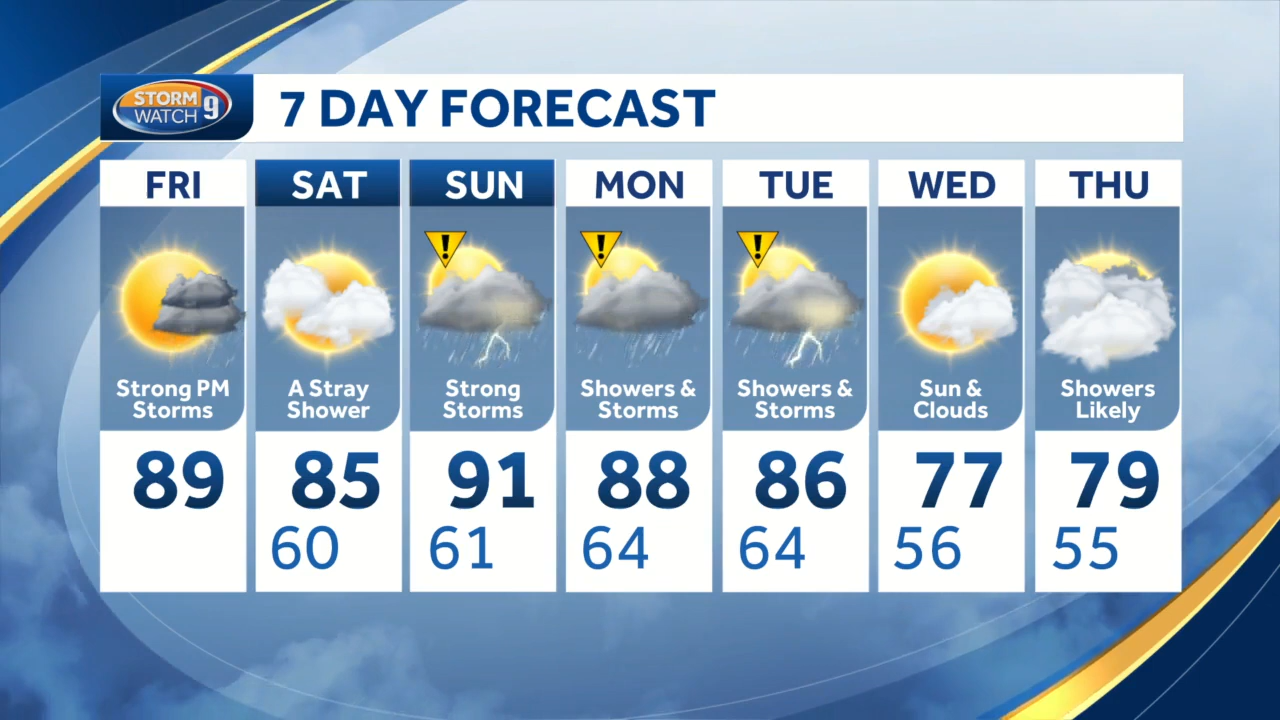 STORM
WATCH 9
7 DAY FORECAST
FRI SAT SUN MON TUE WED THU
! ! !
Strong PM
Storms
A Stray
Shower
Strong
Storms
Showers &
Storms
Showers &
Storms
Sun &
Clouds
Showers
Likely
89 85 91 88 86 77 79
60 61 64 64 56 55